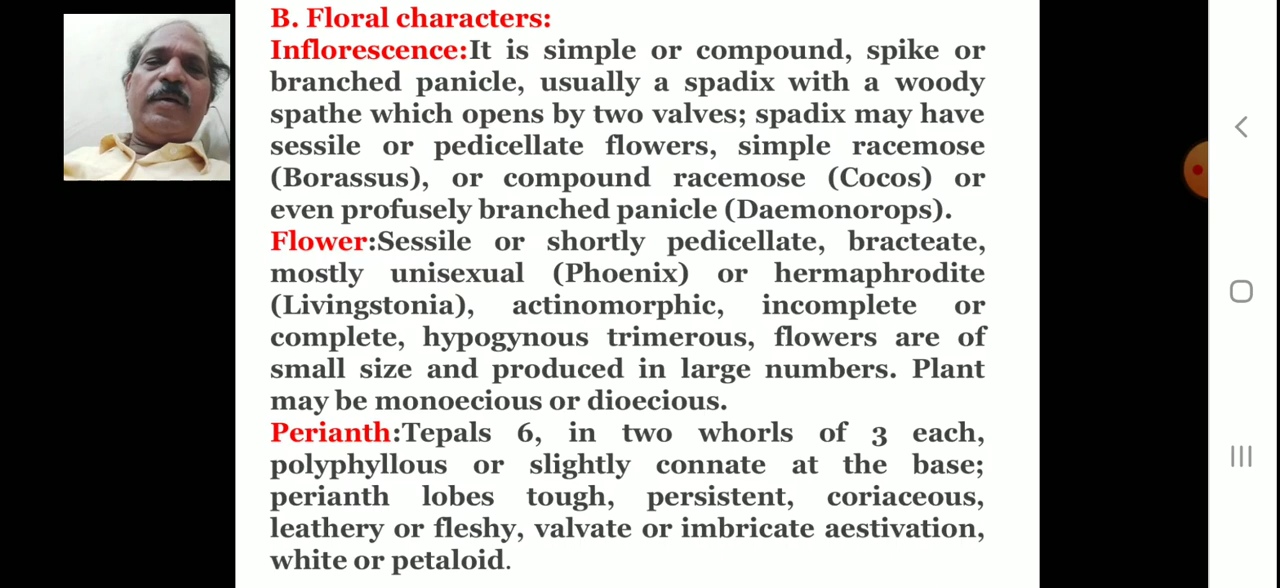 B. Floral characters:
Inflorescence:It is simple or compound, spike or
branched panicle, usually a spadix with a woody
spathe which opens by two valves; spadix may have
sessile or pedicellate flowers, simple racemose
(Borassus), or compound racemose (Cocos) or
even profusely branched panicle (Daemonorops).
Flower:Sessile or shortly pedicellate, bracteate,
mostly unisexual (Phoenix) or hermaphrodite
(Livingstonia), actinomorphic, incomplete or
complete, hypogynous trimerous, flowers are of
small size and produced in large numbers. Plant
may be monoecious or dioecious.
Perianth:Tepals 6, in two whorls of 3 each,
polyphyllous or slightly connate at the base;
perianth lobes tough, persistent, coriaceous,
leathery or fleshy, valvate or imbricate aestivation,
white or petaloid.